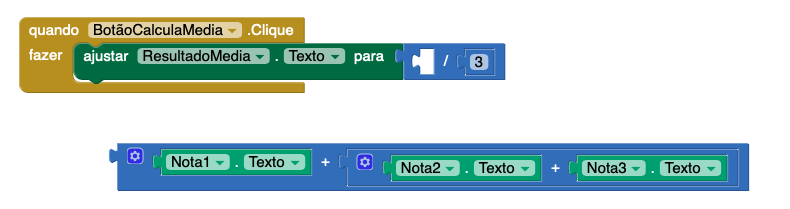 quando BotãoCalculaMedia .Clique
fazer ajustar ResultadoMedia . Texto para / 3
Nota1 . Texto + Nota2 . Texto + Nota3 . Texto